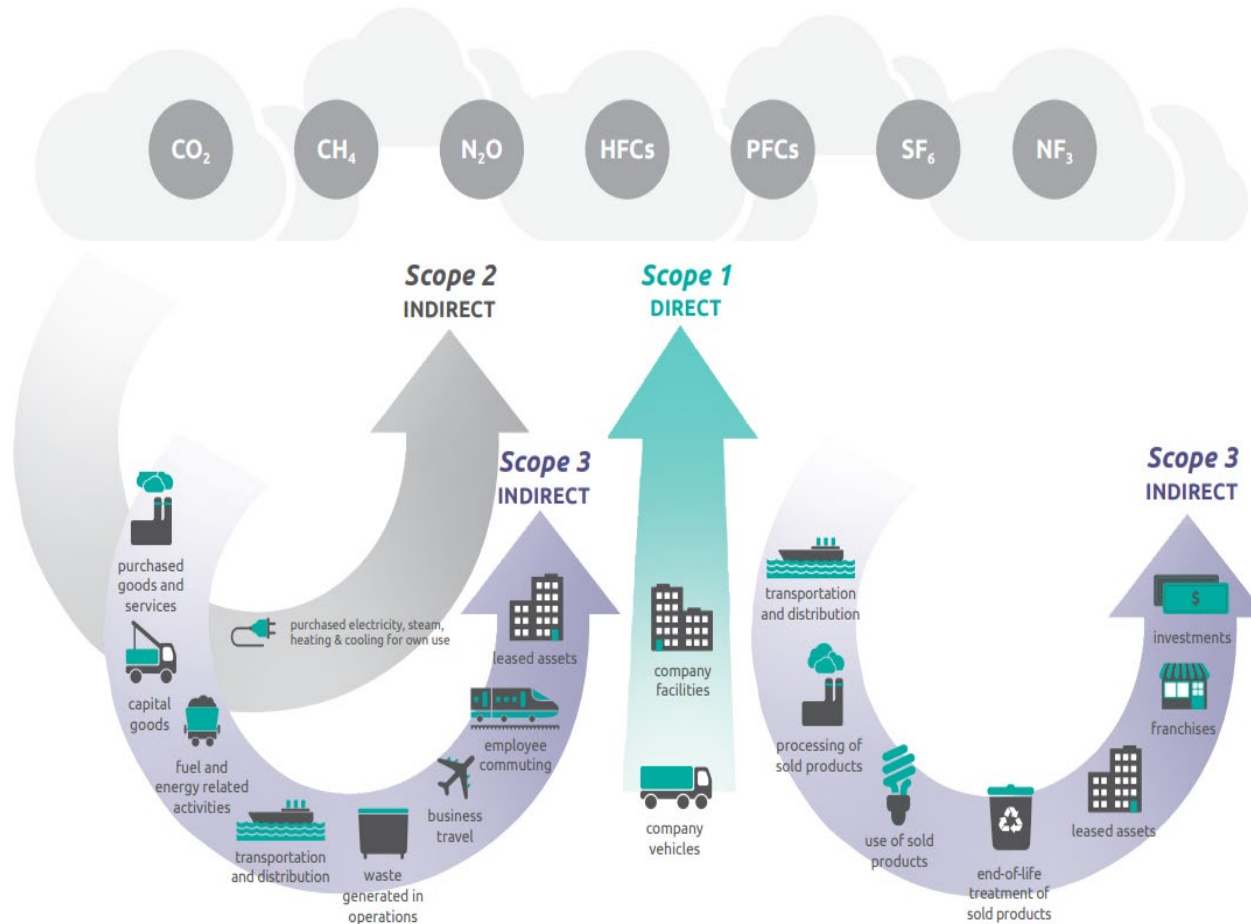 CO₂ CH₄ N₂O HFCs PFCs SF₆ NF₃
Scope 2
INDIRECT
Scope 1
DIRECT
Scope 3
INDIRECT
Scope 3
INDIRECT
purchased
goods and
services
capital
goods
fuel and
energy related
activities
transportation
and distribution
waste
generated in
operations
business
travel
employee
commuting
leased assets
purchased electricity, steam,
heating & cooling for own use
company
facilities
company
vehicles
transportation
and distribution
processing of
sold products
use of sold
products
end-of-life
treatment of
sold products
leased assets
franchises
$
investments